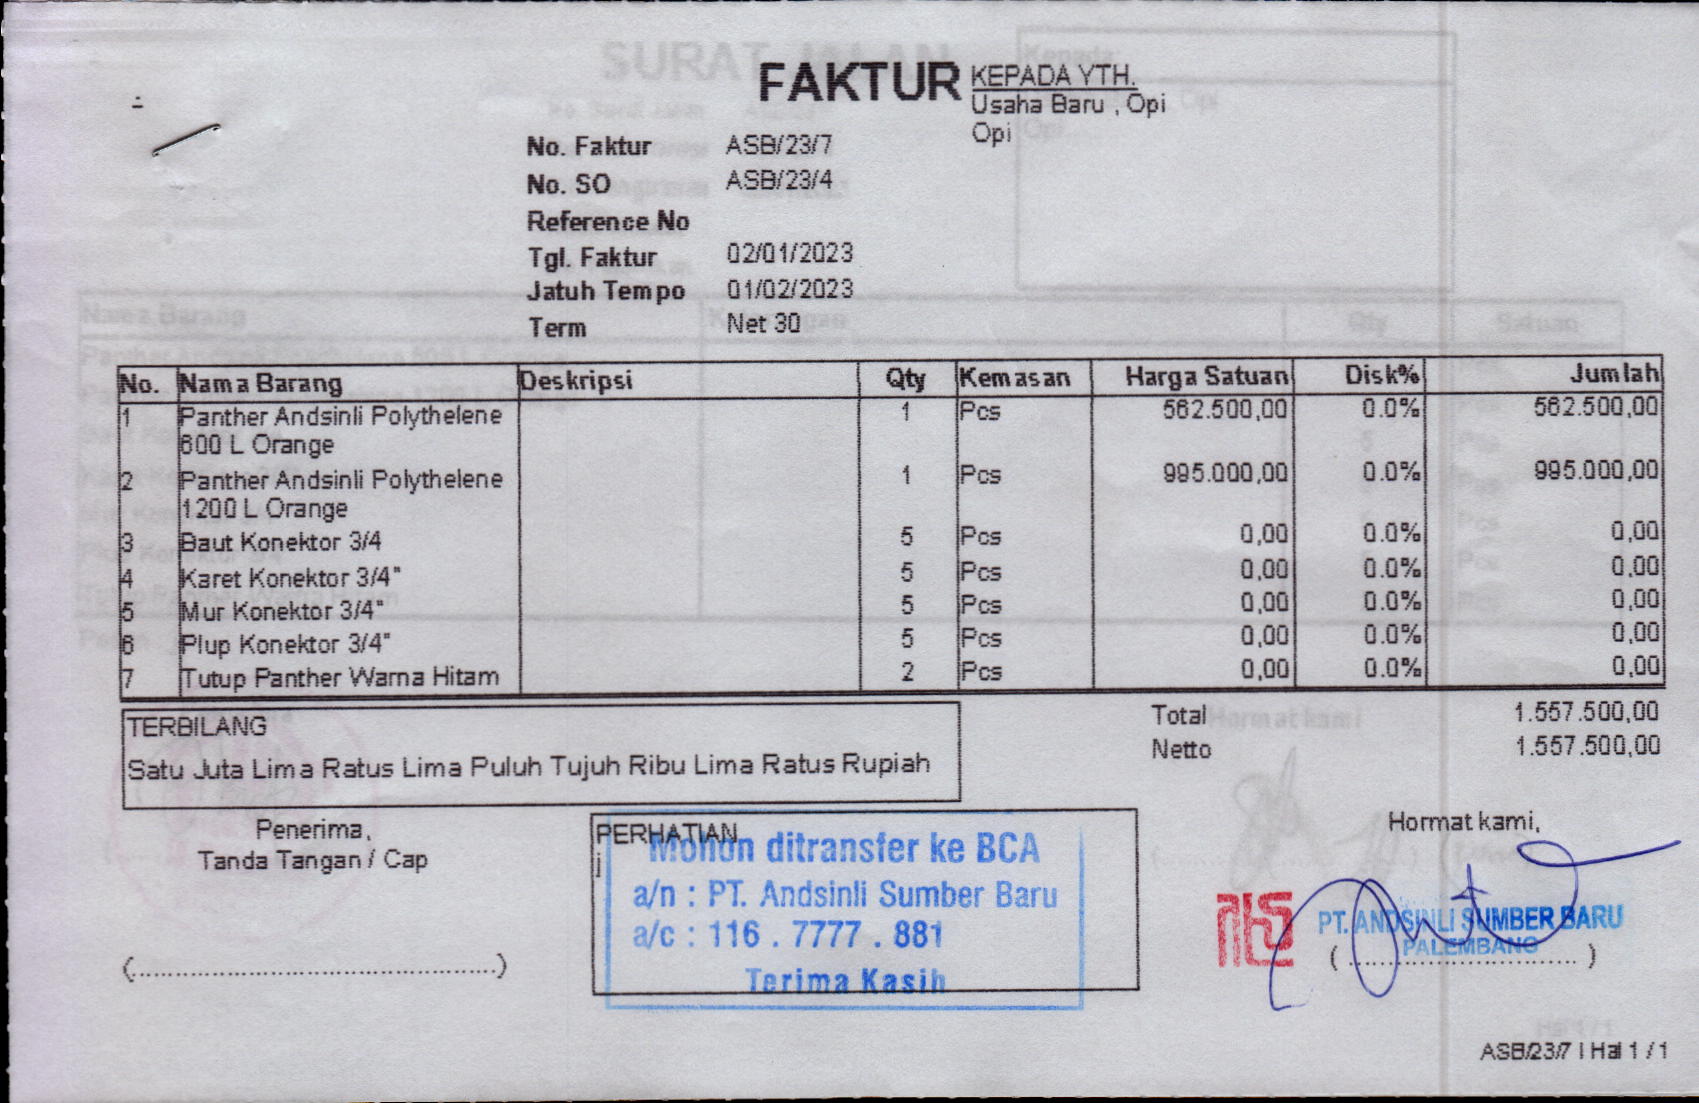 FAKTUR
KEPADA YTH.
Usaha Baru , Opi
Opi
No. Faktur ASB/23/7
No. SO ASB/23/4
Reference No
Tgl. Faktur 02/01/2023
Jatuh Tempo 01/02/2023
Term Net 30
No. Nama Barang Deskripsi Qty Kemasan Harga Satuan Disk% Jumlah
1 Panther Andsinli Polythelene 1 Pcs 562.500,00 0.0% 562.500,00
600 L Orange
2 Panther Andsinli Polythelene 1 Pcs 995.000,00 0.0% 995.000,00
1200 L Orange
3 Baut Konektor 3/4 5 Pcs 0,00 0.0% 0,00
4 Karet Konektor 3/4" 5 Pcs 0,00 0.0% 0,00
5 Mur Konektor 3/4" 5 Pcs 0,00 0.0% 0,00
6 Plup Konektor 3/4" 5 Pcs 0,00 0.0% 0,00
7 Tutup Panther Warna Hitam 2 Pcs 0,00 0.0% 0,00
Total 1.557.500,00
Netto 1.557.500,00
TERBILANG
Satu Juta Lima Ratus Lima Puluh Tujuh Ribu Lima Ratus Rupiah
Penerima,
Tanda Tangan / Cap
(............................................)
PERHATIAN
j
Mohon ditransfer ke BCA
a/n : PT. Andsinli Sumber Baru
a/c : 116 . 7777 . 881
Terima Kasih
Hormat kami,
PT. ANDSINLI SUMBER BARU
PALEMBANG
(............................)
ASB/23/7 | Hal 1 / 1